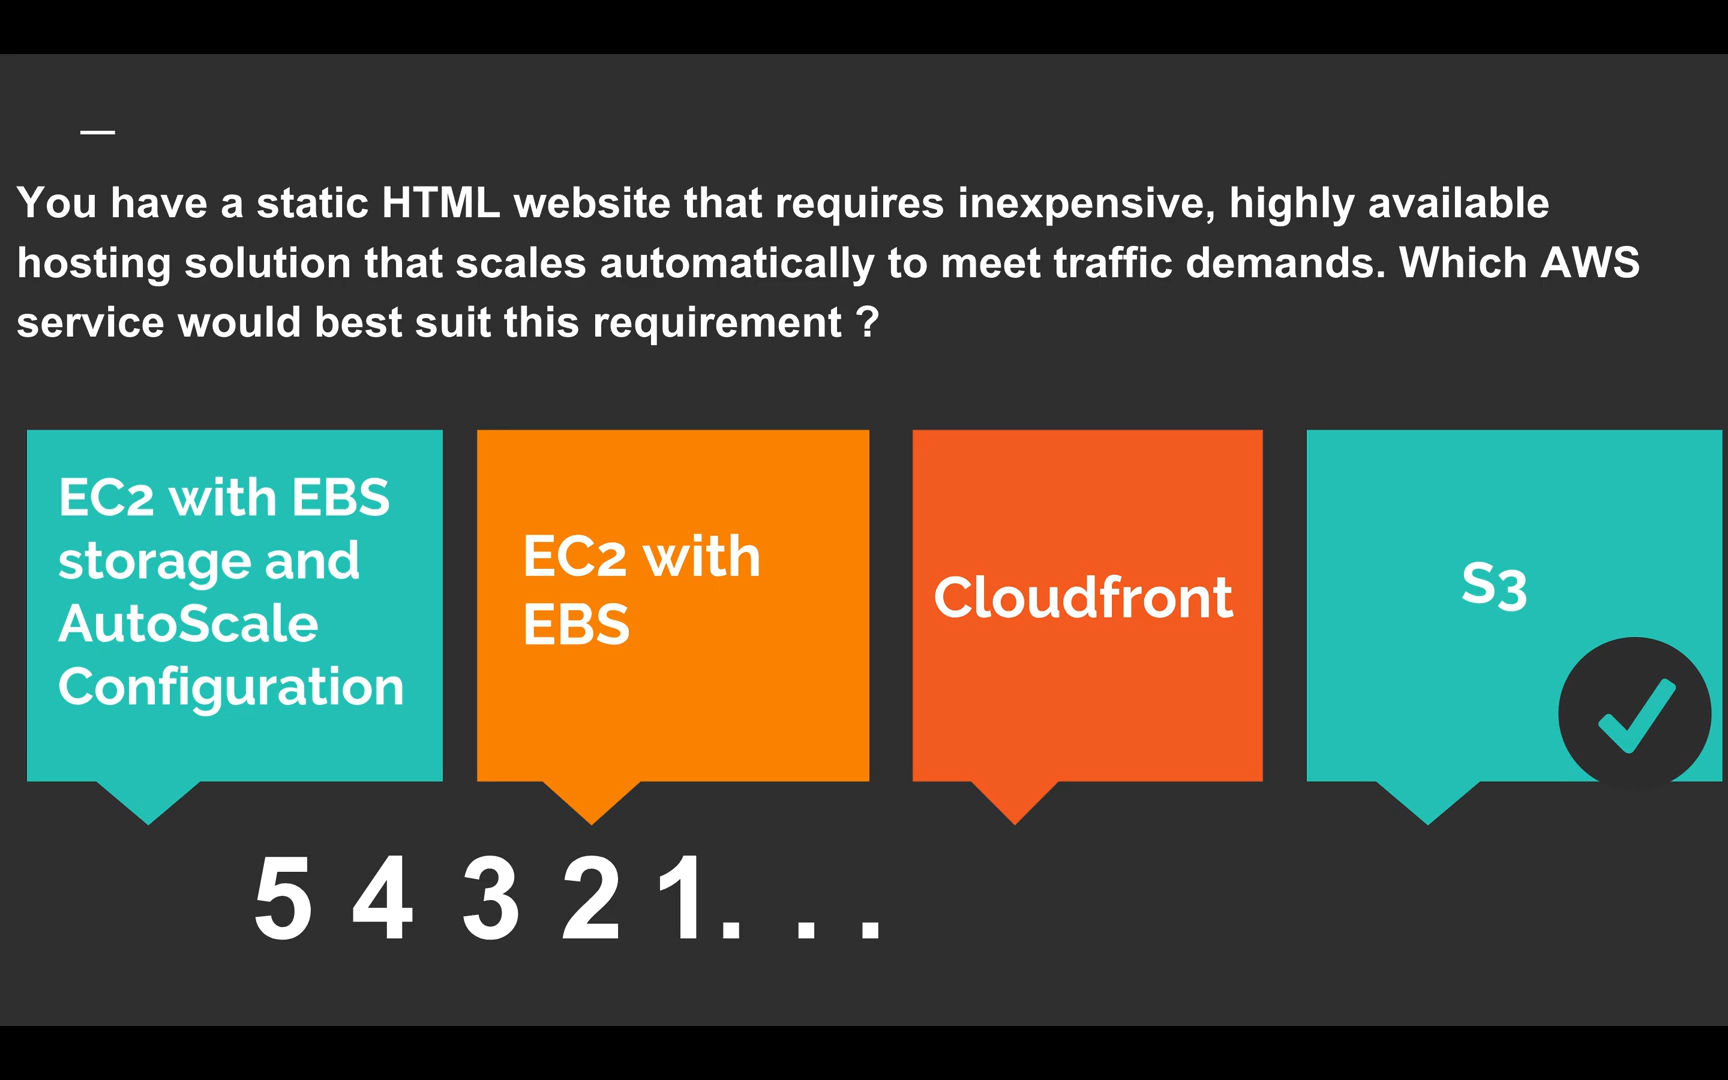 You have a static HTML website that requires inexpensive, highly available
hosting solution that scales automatically to meet traffic demands. Which AWS
service would best suit this requirement ?
EC2 with EBS
storage and
AutoScale
Configuration
EC2 with
EBS
Cloudfront
S3
5 4 3 2 1. . .